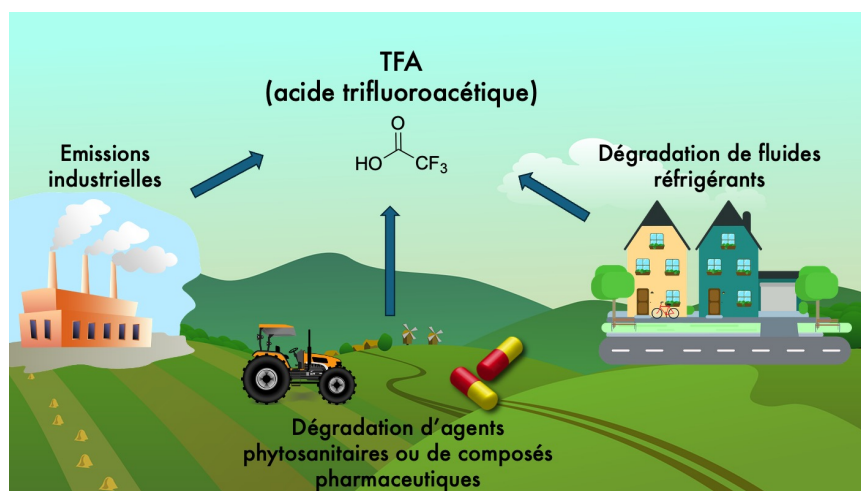 TFA
(acide trifluoroacétique)
O
HO
CF3
Emissions
industrielles
Dégradation de fluides
réfrigérants
Dégradation d'agents
phytosanitaires ou de composés
pharmaceutiques